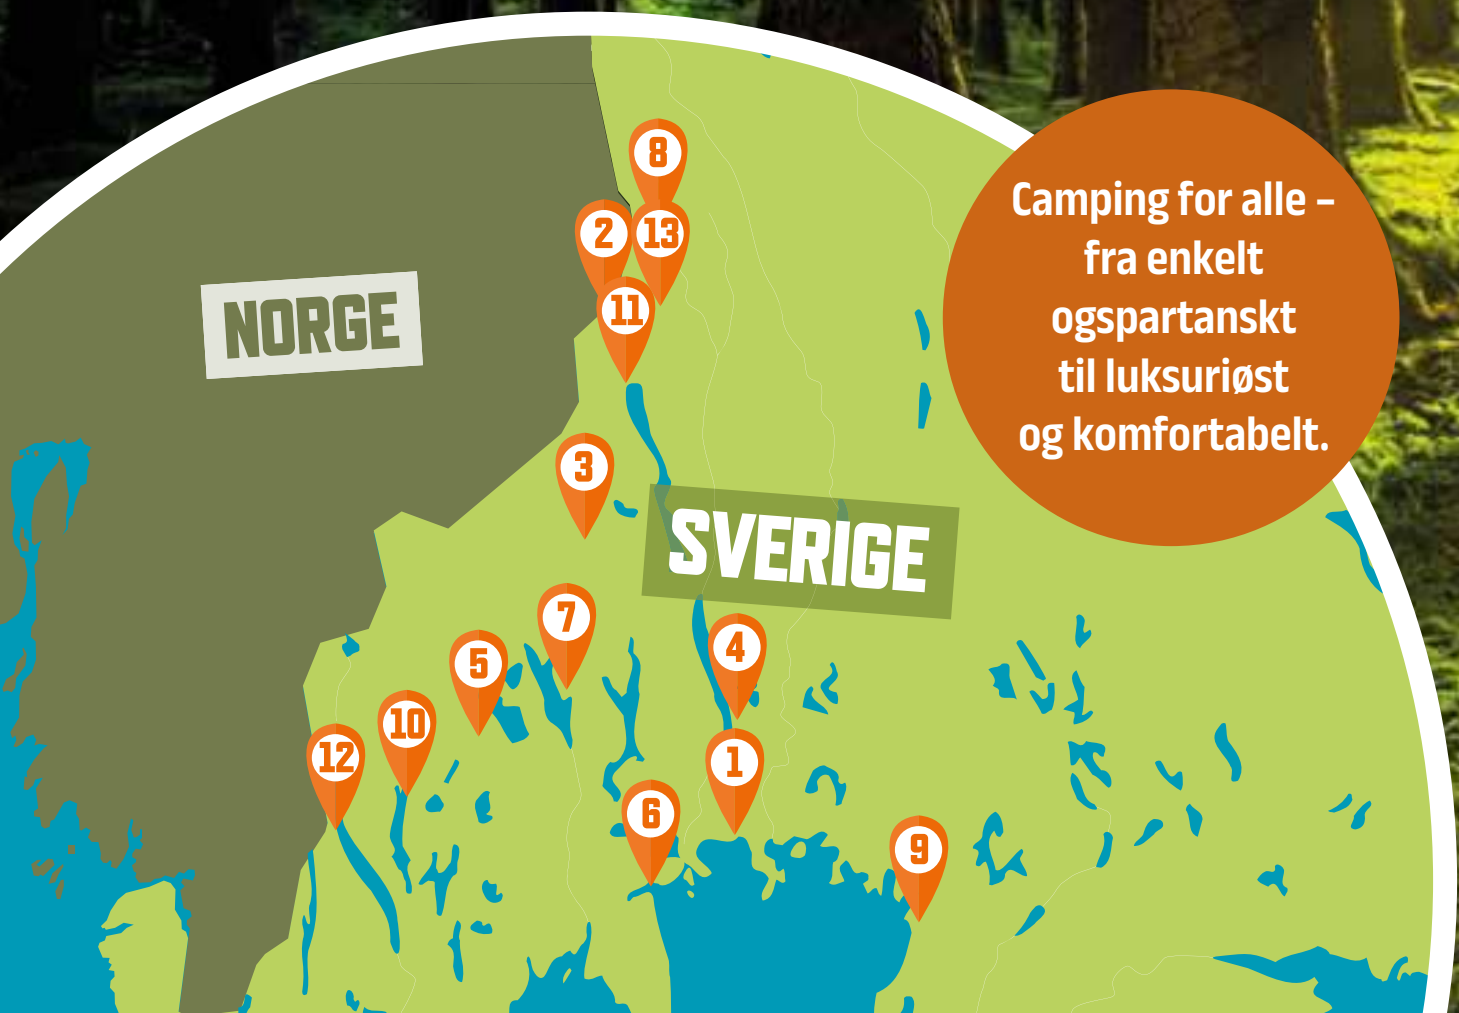 8
2
13
11
NORGE
Camping for alle –
fra enkelt
ogspartanskt
til luksuriøst
og komfortabelt.
3
SVERIGE
7
4
5
10
12
1
6
9